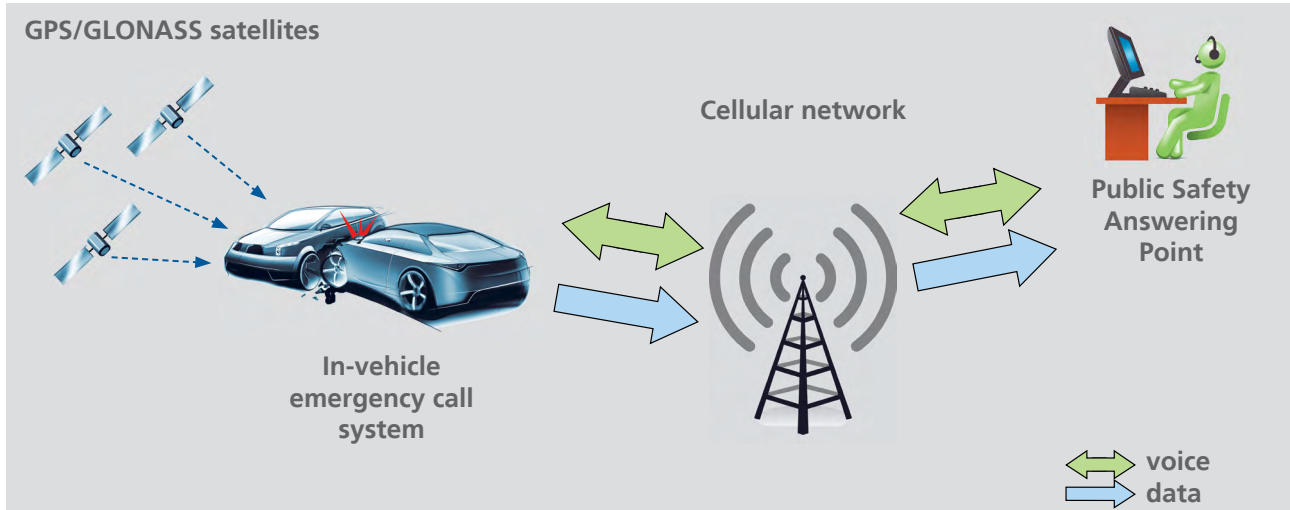 GPS/GLONASS satellites
Cellular network
Public Safety
Answering
Point
In-vehicle
emergency call
system
voice
data